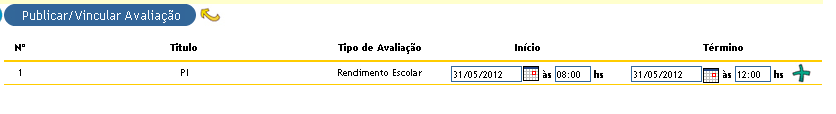 Publicar/Vincular Avaliação
Nº Titulo Tipo de Avaliação Início Término
1 PI Rendimento Escolar 31/05/2012 às 08:00 hs 31/05/2012 às 12:00 hs